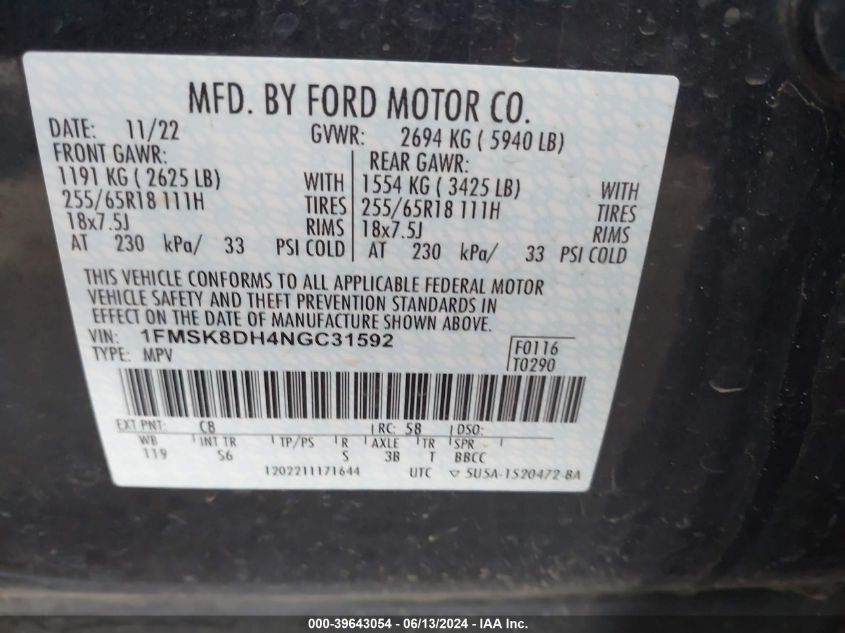 MFD. BY FORD MOTOR CO.
DATE: 11/22 GVWR: 2694 KG ( 5940 LB)
FRONT GAWR: REAR GAWR:
1191 KG ( 2625 LB) WITH 1554 KG ( 3425 LB) WITH
255/65R18 111H TIRES 255/65R18 111H TIRES
18x7.5J RIMS 18x7.5J RIMS
AT 230 kPa/ 33 PSI COLD AT 230 kPa/ 33 PSI COLD
THIS VEHICLE CONFORMS TO ALL APPLICABLE FEDERAL MOTOR
VEHICLE SAFETY AND THEFT PREVENTION STANDARDS IN
EFFECT ON THE DATE OF MANUFACTURE SHOWN ABOVE.
VIN: 1FMSK8DH4NGC31592
TYPE: MPV
F0116
T0290
EXT PNT: C8 RC: 58 DSO:
WB INT TR TP/PS R AXLE TR SPR
119 S6 S 3B T BBCC
1202211171644 UTC ▽ 5U5A-1520472-BA
000-39643054 — 06/13/2024 — IAA Inc.